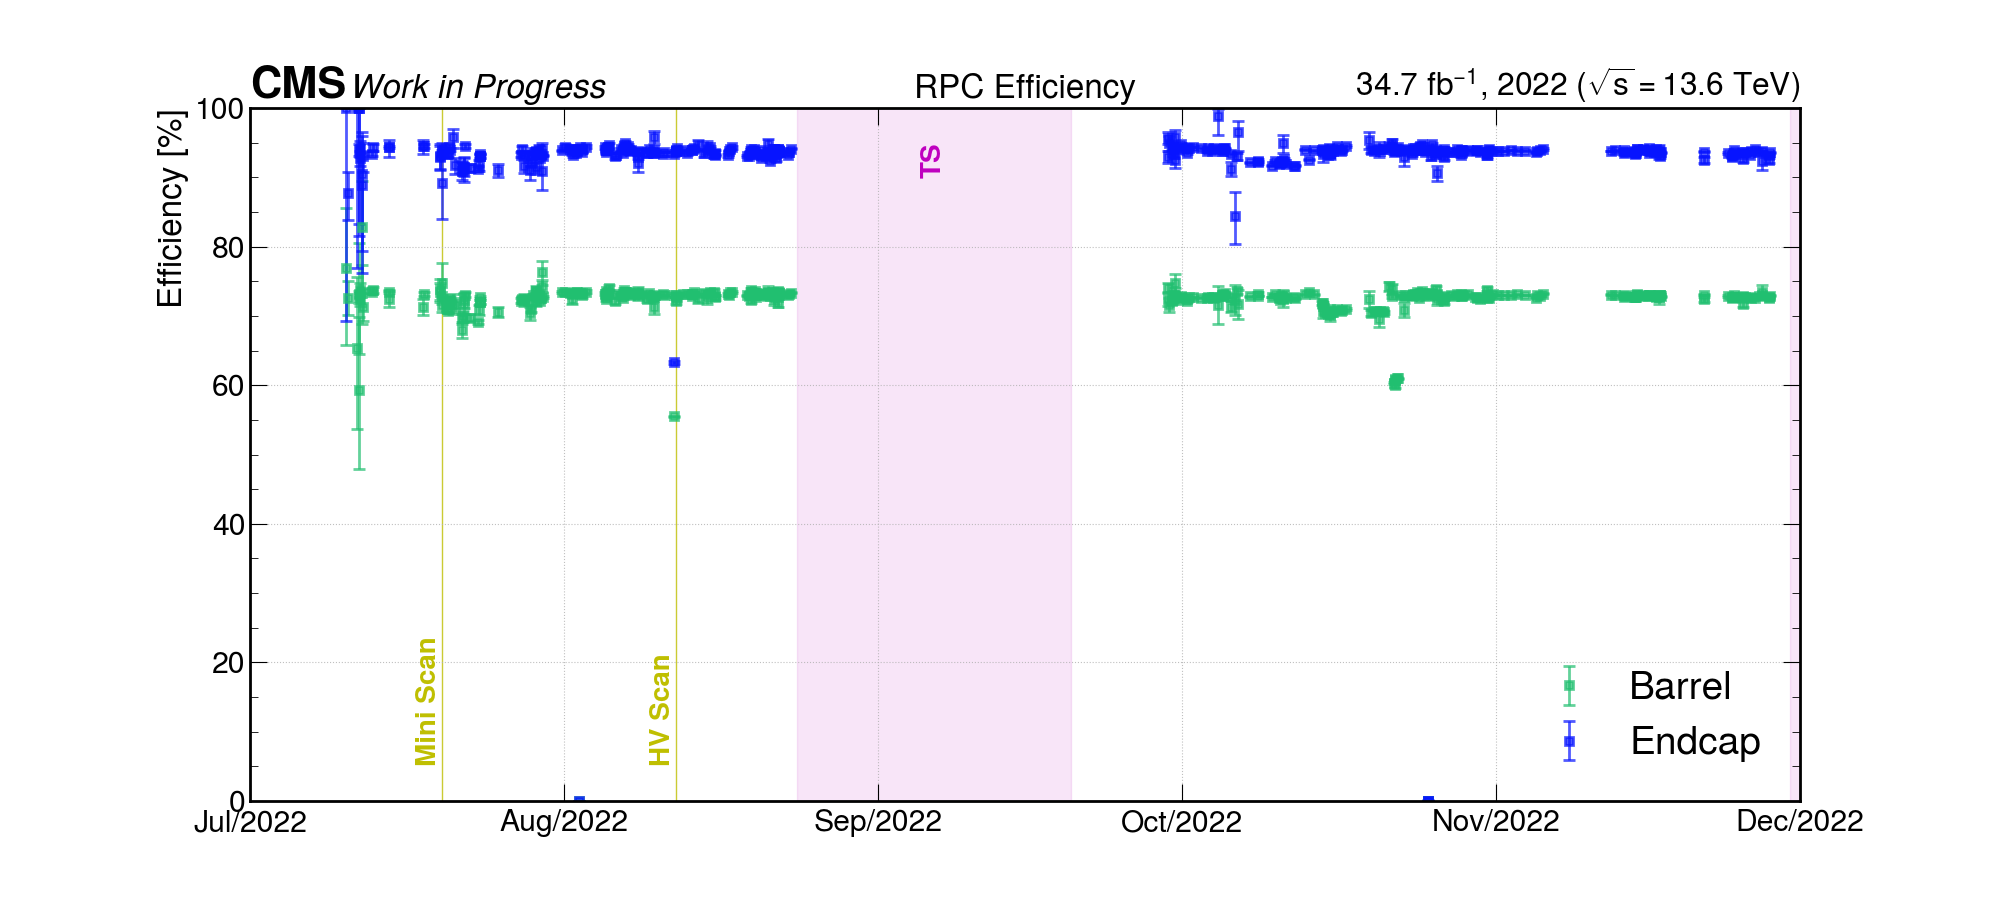 CMS Work in Progress RPC Efficiency 34.7 fb⁻¹, 2022 (√s = 13.6 TeV)
Efficiency [%]
100
80
60
40
20
0
TS
Mini Scan
HV Scan
Barrel
Endcap
Jul/2022 Aug/2022 Sep/2022 Oct/2022 Nov/2022 Dec/2022